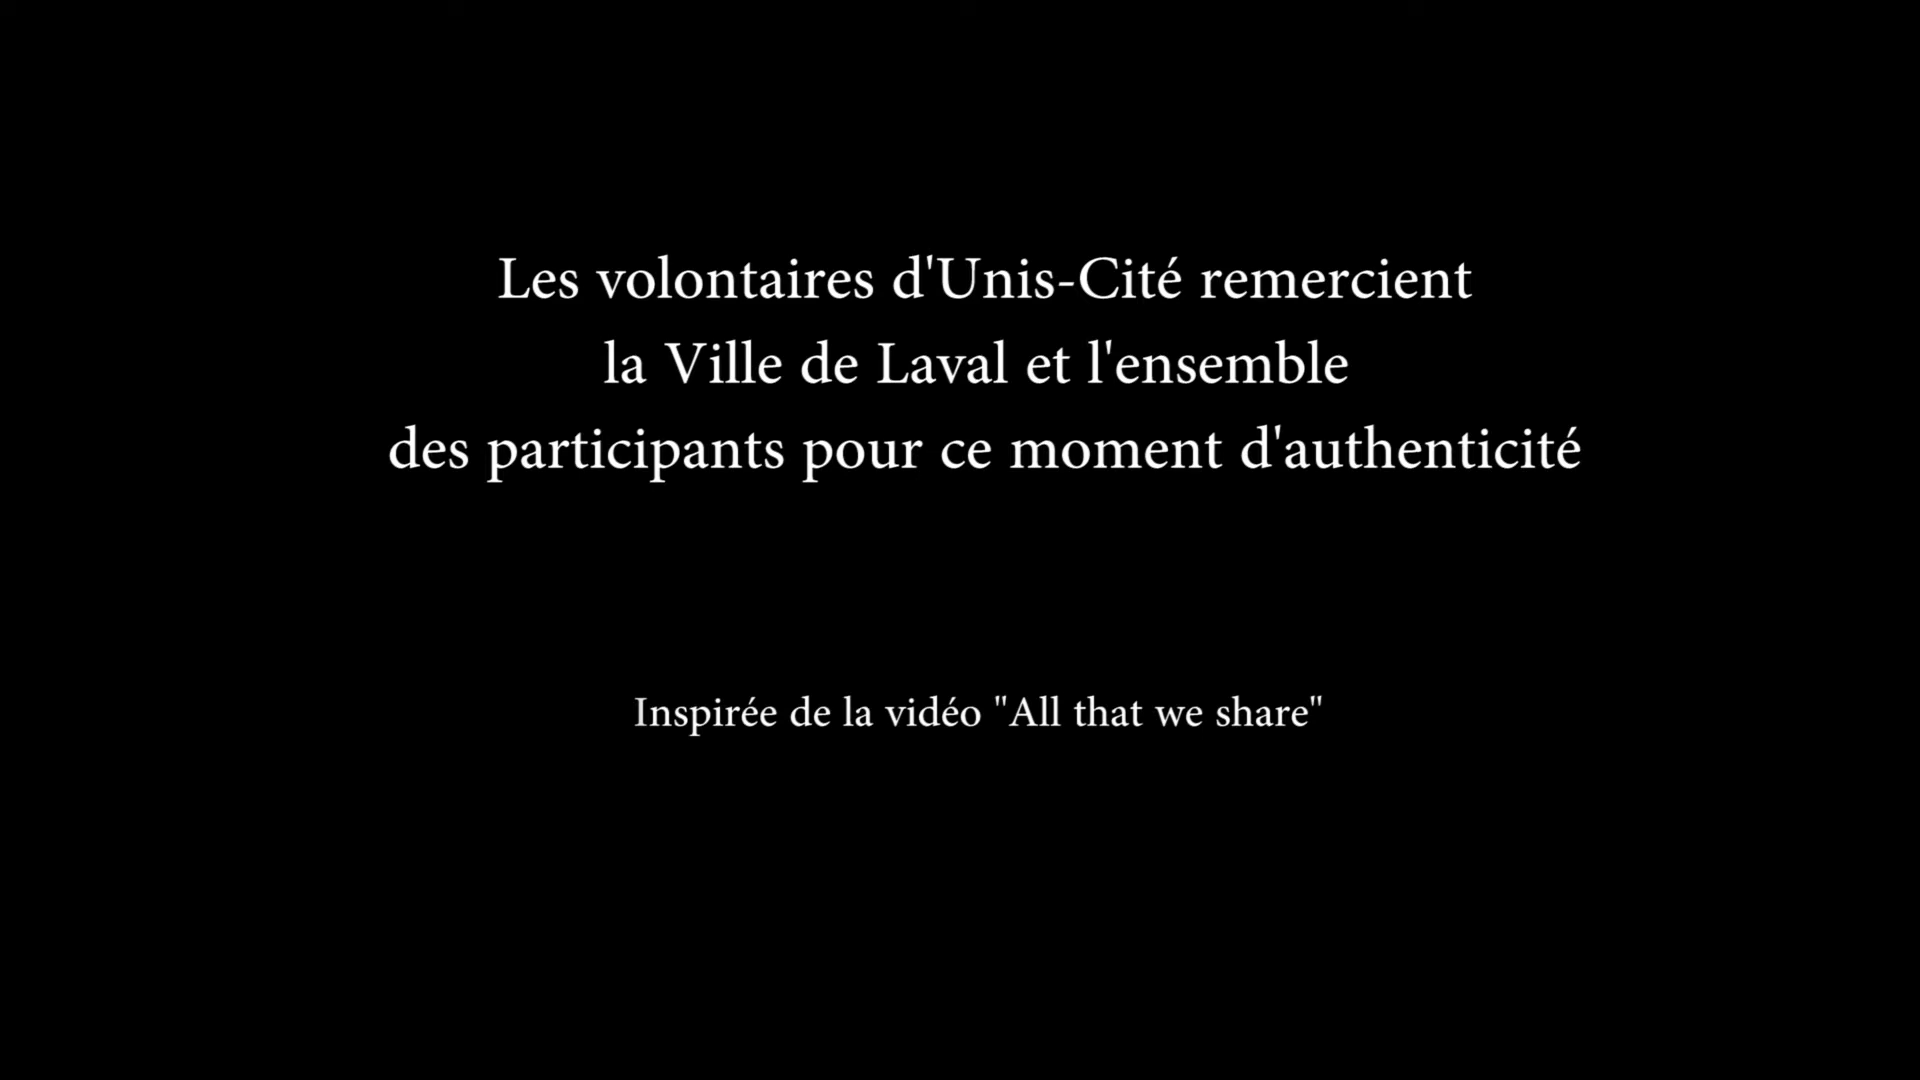 Les volontaires d'Unis-Cité remercient
la Ville de Laval et l'ensemble
des participants pour ce moment d'authenticité
Inspirée de la vidéo "All that we share"